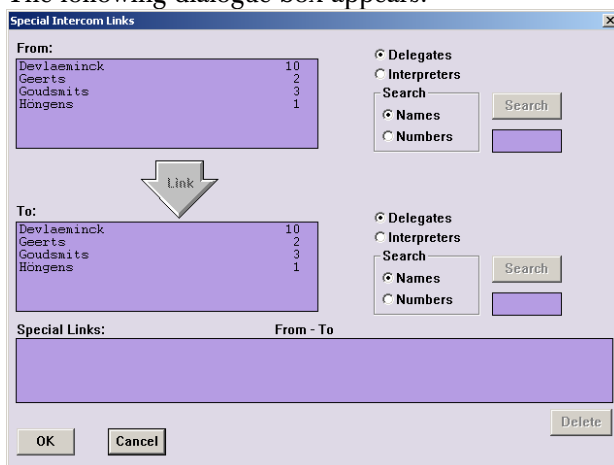 The following dialogue box appears:
Special Intercom Links
From:
Devlaeminck 10
Geerts 2
Goudsmits 3
Höngens 1
Delegates
Interpreters
Search
Names
Numbers
Search
Link
To:
Devlaeminck 10
Geerts 2
Goudsmits 3
Höngens 1
Delegates
Interpreters
Search
Names
Numbers
Search
Special Links: From - To
Delete
OK Cancel